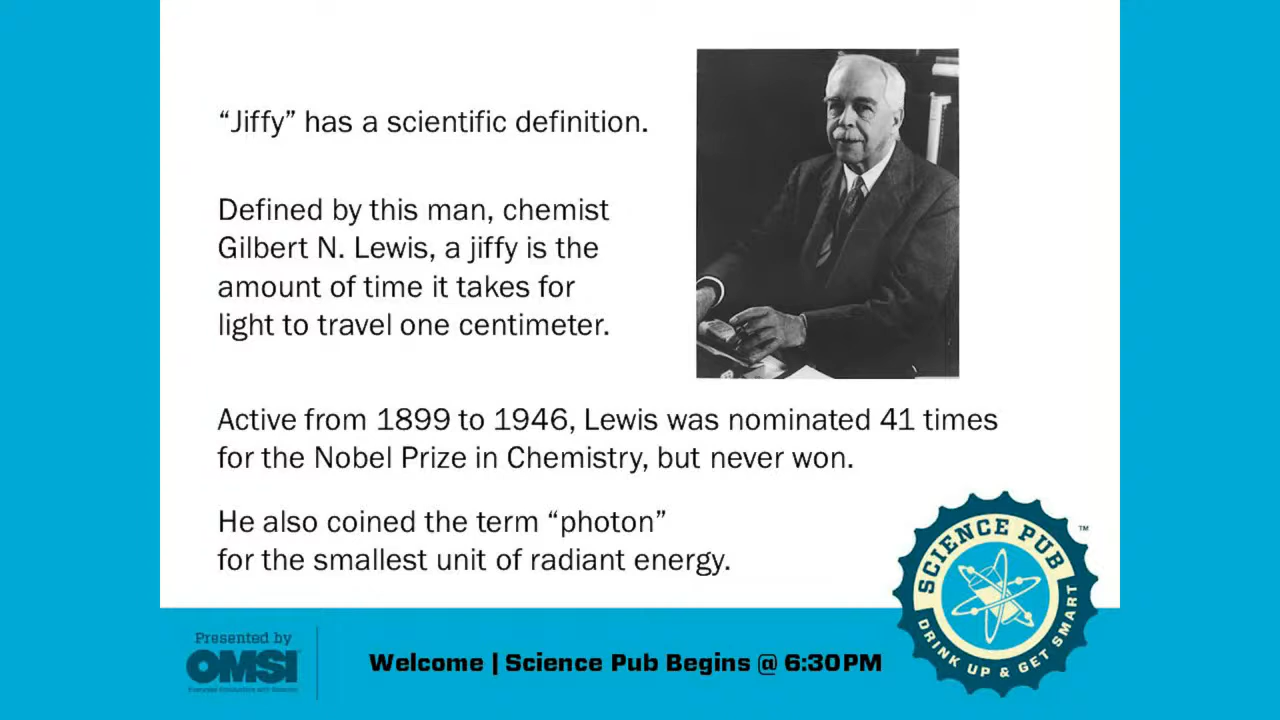 “Jiffy” has a scientific definition.
Defined by this man, chemist
Gilbert N. Lewis, a jiffy is the
amount of time it takes for
light to travel one centimeter.
Active from 1899 to 1946, Lewis was nominated 41 times
for the Nobel Prize in Chemistry, but never won.
He also coined the term “photon”
for the smallest unit of radiant energy.
SCIENCE PUB
™
DRINK UP & GET SMART
Presented by
OMSI
Welcome | Science Pub Begins @ 6:30PM